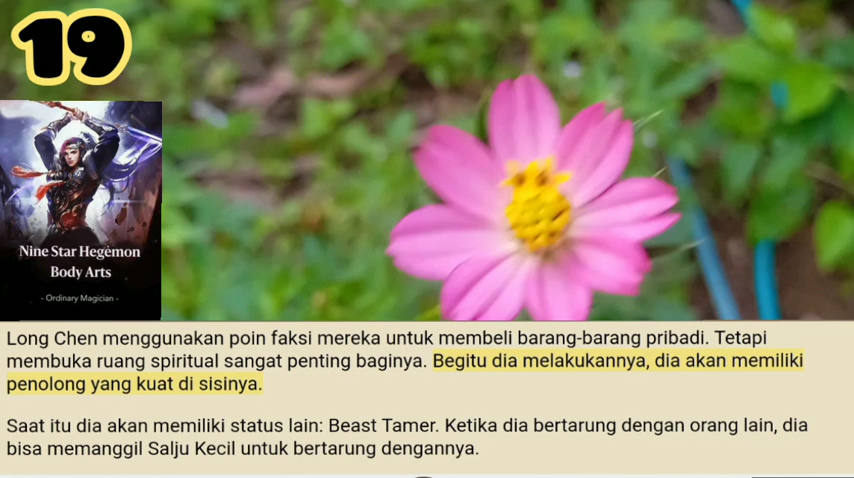 19
Nine Star Hegemon
Body Arts
- Ordinary Magician -
Long Chen menggunakan poin faksi mereka untuk membeli barang-barang pribadi. Tetapi
membuka ruang spiritual sangat penting baginya. Begitu dia melakukannya, dia akan memiliki
penolong yang kuat di sisinya.
Saat itu dia akan memiliki status lain: Beast Tamer. Ketika dia bertarung dengan orang lain, dia
bisa memanggil Salju Kecil untuk bertarung dengannya.